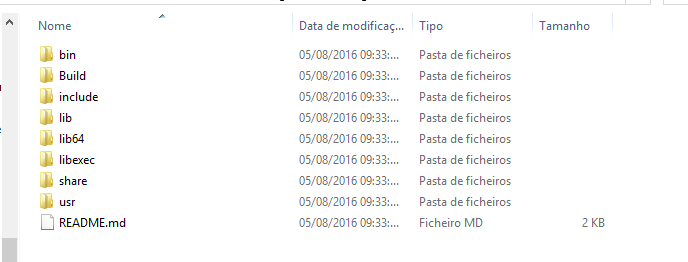 Nome Data de modificaç... Tipo Tamanho
bin 05/08/2016 09:33:... Pasta de ficheiros
Build 05/08/2016 09:33:... Pasta de ficheiros
include 05/08/2016 09:33:... Pasta de ficheiros
lib 05/08/2016 09:33:... Pasta de ficheiros
lib64 05/08/2016 09:33:... Pasta de ficheiros
libexec 05/08/2016 09:33:... Pasta de ficheiros
share 05/08/2016 09:33:... Pasta de ficheiros
usr 05/08/2016 09:33:... Pasta de ficheiros
README.md 05/08/2016 09:33:... Ficheiro MD 2 KB